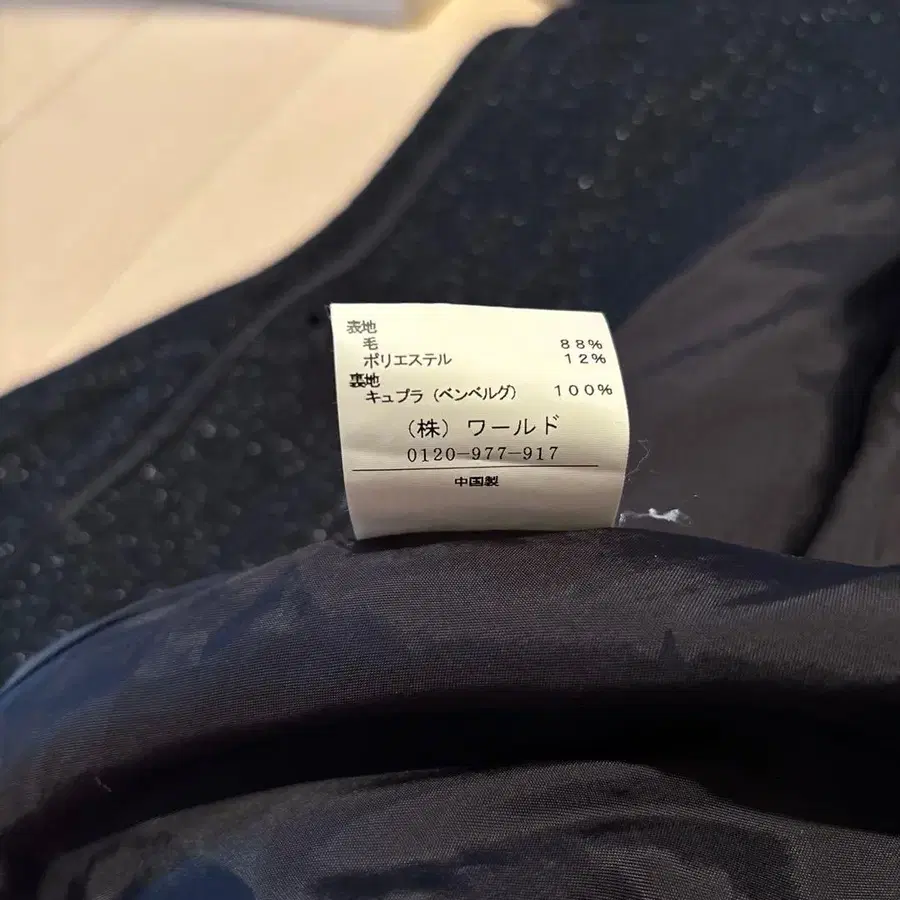 表地
毛 88%
ポリエステル 12%
裏地
キュプラ(ベンベルグ) 100%
(株)ワールド
0120-977-917
中国製